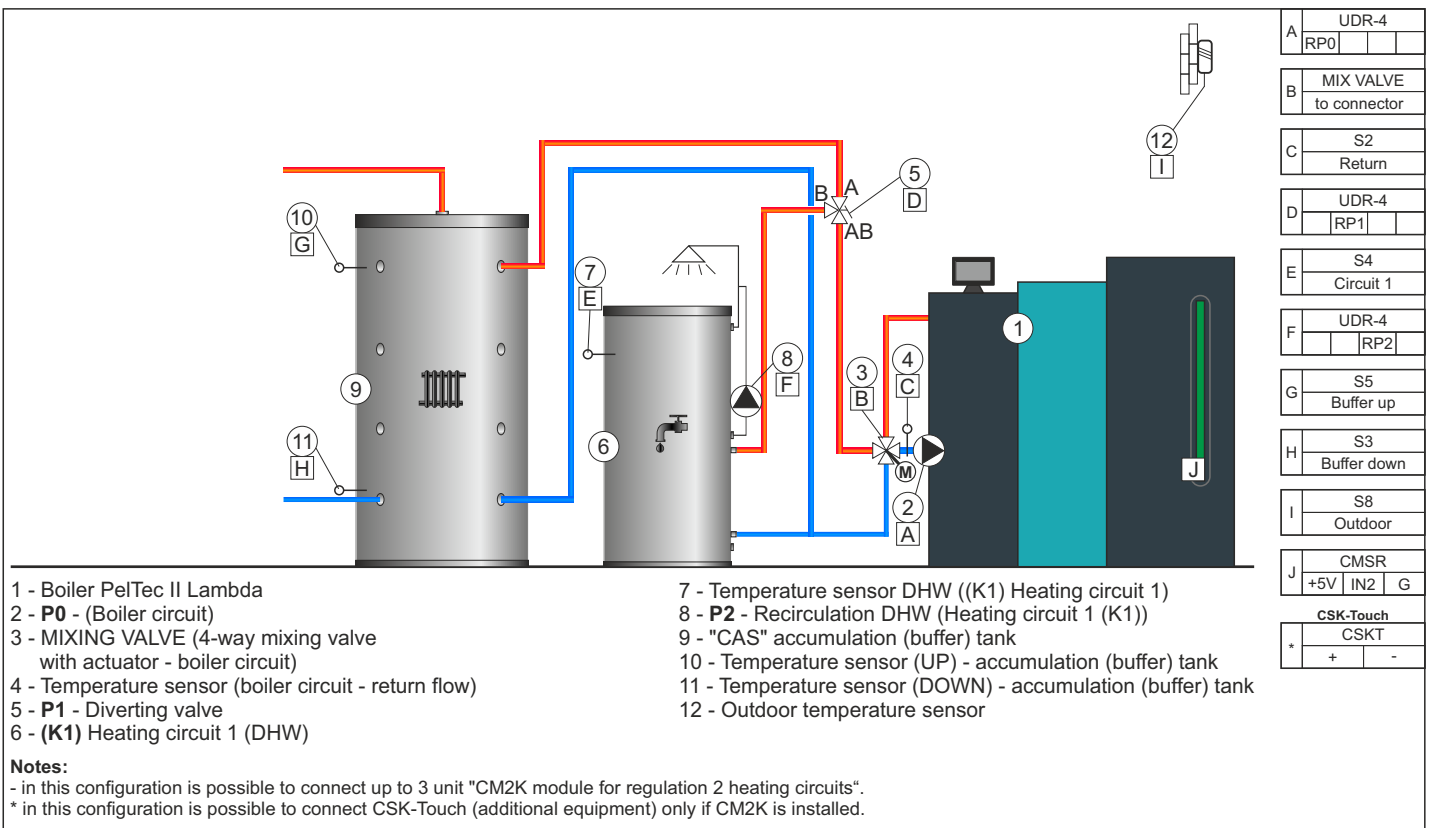 10
G
7
E
11
H
9
6
8
F
B
A
AB
5
D
3
B
4
C
M
2
A
1
12
I
J
A
UDR-4
RP0
B
MIX VALVE
to connector
C
S2
Return
D
UDR-4
RP1
E
S4
Circuit 1
F
UDR-4
RP2
G
S5
Buffer up
H
S3
Buffer down
I
S8
Outdoor
J
CMSR
+5V IN2 G
CSK-Touch
*
CSKT
+ -
1 - Boiler PelTec II Lambda
2 - P0 - (Boiler circuit)
3 - MIXING VALVE (4-way mixing valve
with actuator - boiler circuit)
4 - Temperature sensor (boiler circuit - return flow)
5 - P1 - Diverting valve
6 - (K1) Heating circuit 1 (DHW)
7 - Temperature sensor DHW ((K1) Heating circuit 1)
8 - P2 - Recirculation DHW (Heating circuit 1 (K1))
9 - "CAS" accumulation (buffer) tank
10 - Temperature sensor (UP) - accumulation (buffer) tank
11 - Temperature sensor (DOWN) - accumulation (buffer) tank
12 - Outdoor temperature sensor
Notes:
- in this configuration is possible to connect up to 3 unit "CM2K module for regulation 2 heating circuits“.
* in this configuration is possible to connect CSK-Touch (additional equipment) only if CM2K is installed.